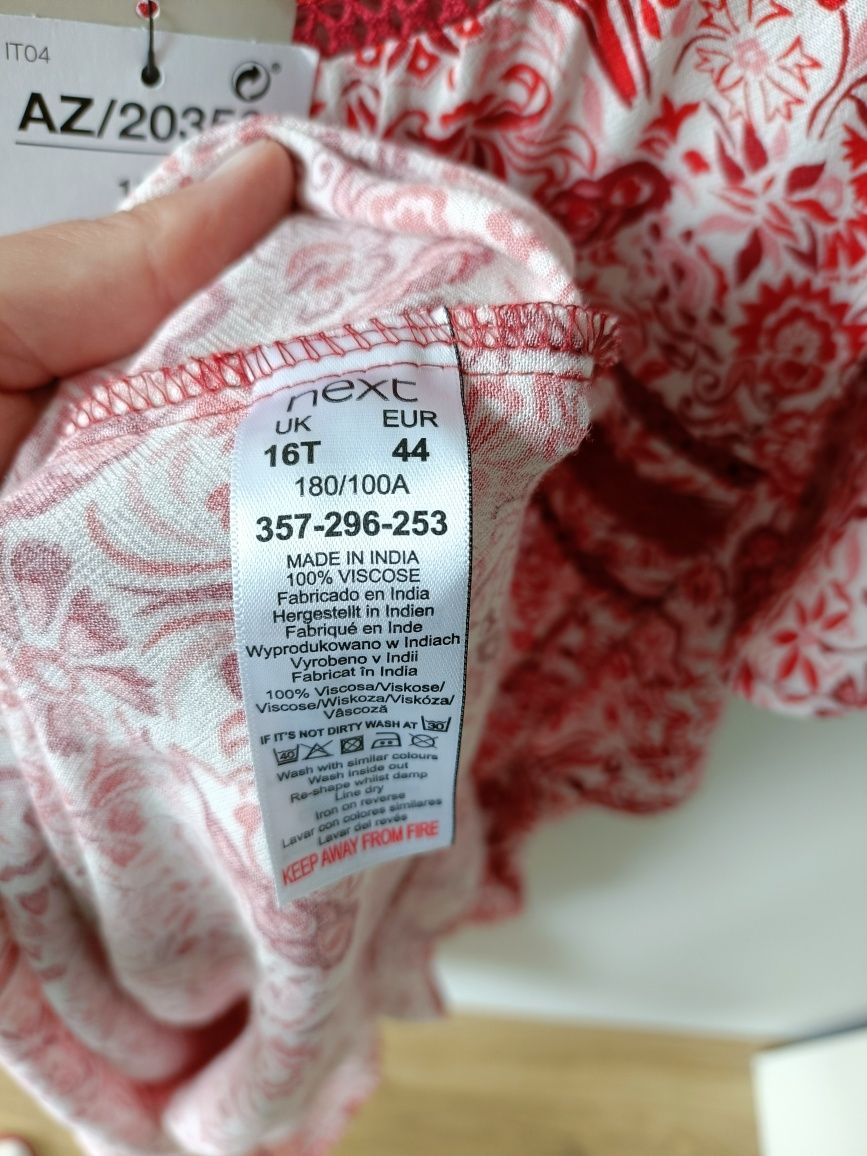 IT04
AZ/2035
next
UK EUR
16T 44
180/100A
357-296-253
MADE IN INDIA
100% VISCOSE
Fabricado en India
Hergestellt in Indien
Fabriqué en Inde
Wyprodukowano w Indiach
Vyrobeno v Indii
Fabricat în India
100% Viscosa/Viskose/
Viscose/Wiskoza/Viskóza/
Vâscoză
IF IT'S NOT DIRTY WASH AT 30
40
Wash with similar colours
Wash inside out
Re-shape whilst damp
Line dry
Iron on reverse
Lavar con colores similares
Lavar del revés
KEEP AWAY FROM FIRE